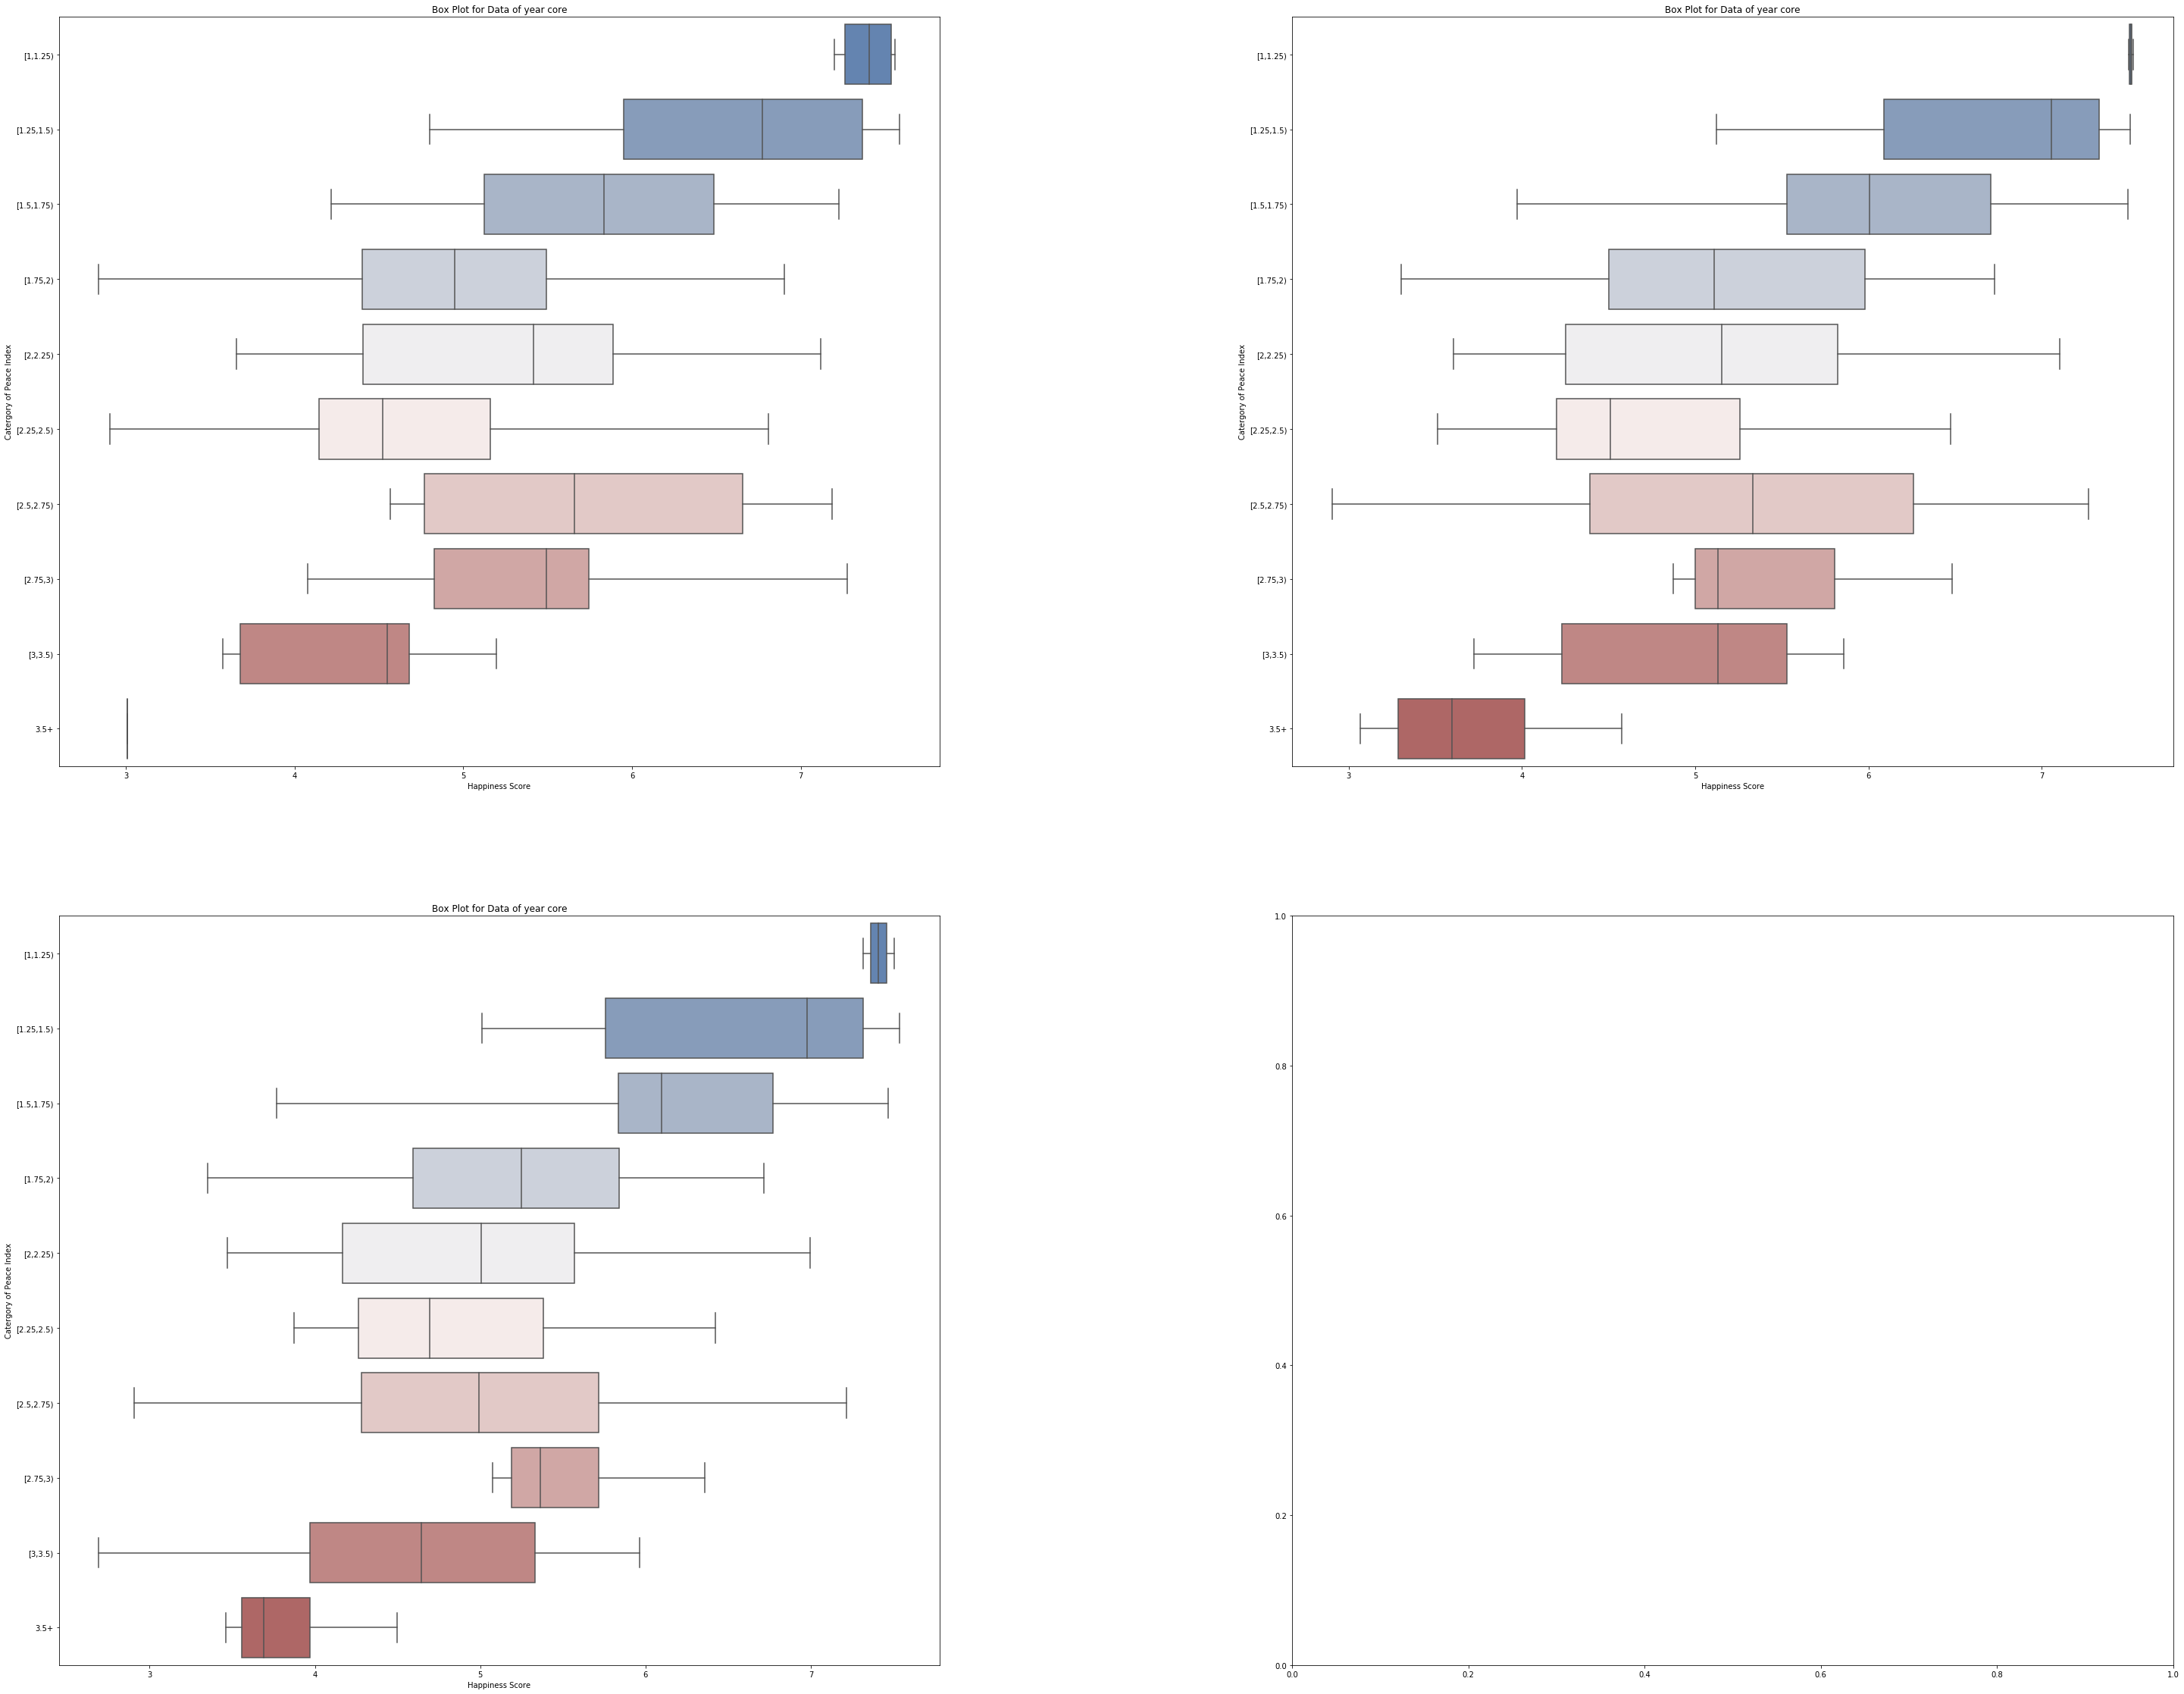 Box Plot for Data of year core
[1,1.25)
[1.25,1.5)
[1.5,1.75)
[1.75,2)
[2,2.25)
[2.25,2.5)
[2.5,2.75)
[2.75,3)
[3,3.5)
3.5+
Catergory of Peace Index
3 4 5 6 7
Happiness Score
Box Plot for Data of year core
[1,1.25)
[1.25,1.5)
[1.5,1.75)
[1.75,2)
[2,2.25)
[2.25,2.5)
[2.5,2.75)
[2.75,3)
[3,3.5)
3.5+
Catergory of Peace Index
3 4 5 6 7
Happiness Score
Box Plot for Data of year core
[1,1.25)
[1.25,1.5)
[1.5,1.75)
[1.75,2)
[2,2.25)
[2.25,2.5)
[2.5,2.75)
[2.75,3)
[3,3.5)
3.5+
Catergory of Peace Index
3 4 5 6 7
Happiness Score
1.0
0.8
0.6
0.4
0.2
0.0
0.0 0.2 0.4 0.6 0.8 1.0